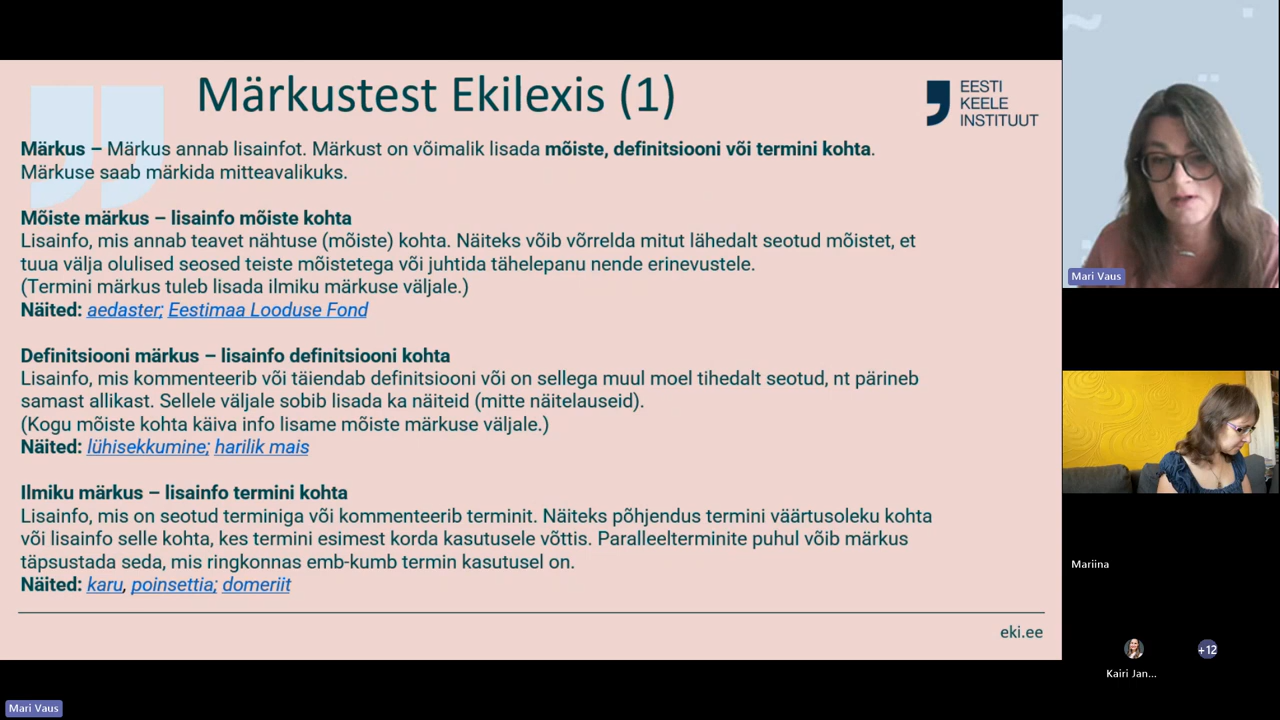 Märkustest Ekilexis (1)
EESTI
KEELE
INSTITUUT
Märkus – Märkus annab lisainfot. Märkust on võimalik lisada mõiste, definitsiooni või termini kohta.
Märkuse saab märkida mitteavalikuks.
Mõiste märkus – lisainfo mõiste kohta
Lisainfo, mis annab teavet nähtuse (mõiste) kohta. Näiteks võib võrrelda mitut lähedalt seotud mõistet, et
tuua välja olulised seosed teiste mõistetega või juhtida tähelepanu nende erinevustele.
(Termini märkus tuleb lisada ilmiku märkuse väljale.)
Näited: aedaster; Eestimaa Looduse Fond
Definitsiooni märkus – lisainfo definitsiooni kohta
Lisainfo, mis kommenteerib või täiendab definitsiooni või on sellega muul moel tihedalt seotud, nt pärineb
samast allikast. Sellele väljale sobib lisada ka näiteid (mitte näitelauseid).
(Kogu mõiste kohta käiva info lisame mõiste märkuse väljale.)
Näited: lühisekkumine; harilik mais
Ilmiku märkus – lisainfo termini kohta
Lisainfo, mis on seotud terminiga või kommenteerib terminit. Näiteks põhjendus termini väärtusoleku kohta
või lisainfo selle kohta, kes termini esimest korda kasutusele võttis. Paralleelterminite puhul võib märkus
täpsustada seda, mis ringkonnas emb-kumb termin kasutusel on.
Näited: karu, poinsettia; domeriit
eki.ee
Mari Vaus
Mariina
+12
Kairi Jan...
Mari Vaus